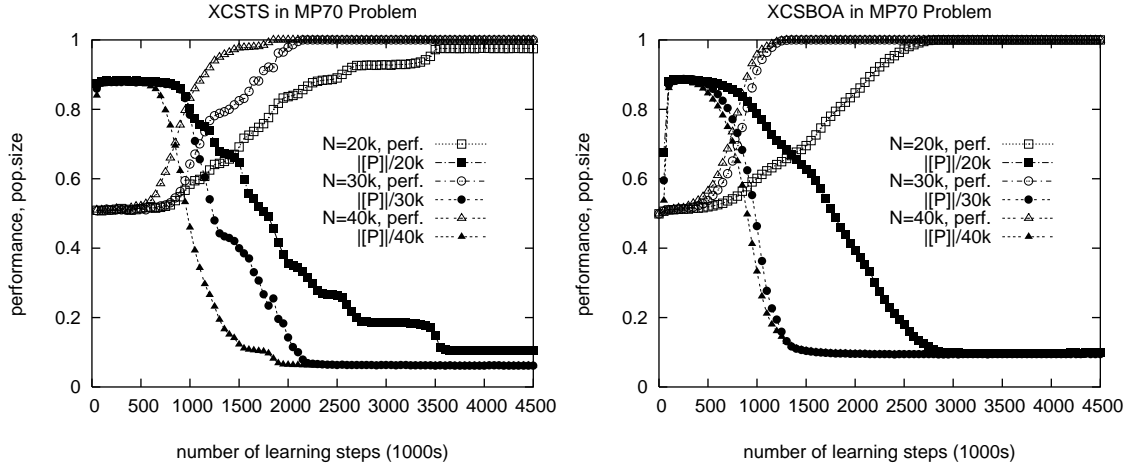 XCSTS in MP70 Problem
1
0.8
0.6
0.4
0.2
0
performance, pop.size
N=20k, perf.
|[P]|/20k
N=30k, perf.
|[P]|/30k
N=40k, perf.
|[P]|/40k
0 500 1000 1500 2000 2500 3000 3500 4000 4500
number of learning steps (1000s)
XCSBOA in MP70 Problem
1
0.8
0.6
0.4
0.2
0
performance, pop.size
N=20k, perf.
|[P]|/20k
N=30k, perf.
|[P]|/30k
N=40k, perf.
|[P]|/40k
0 500 1000 1500 2000 2500 3000 3500 4000 4500
number of learning steps (1000s)